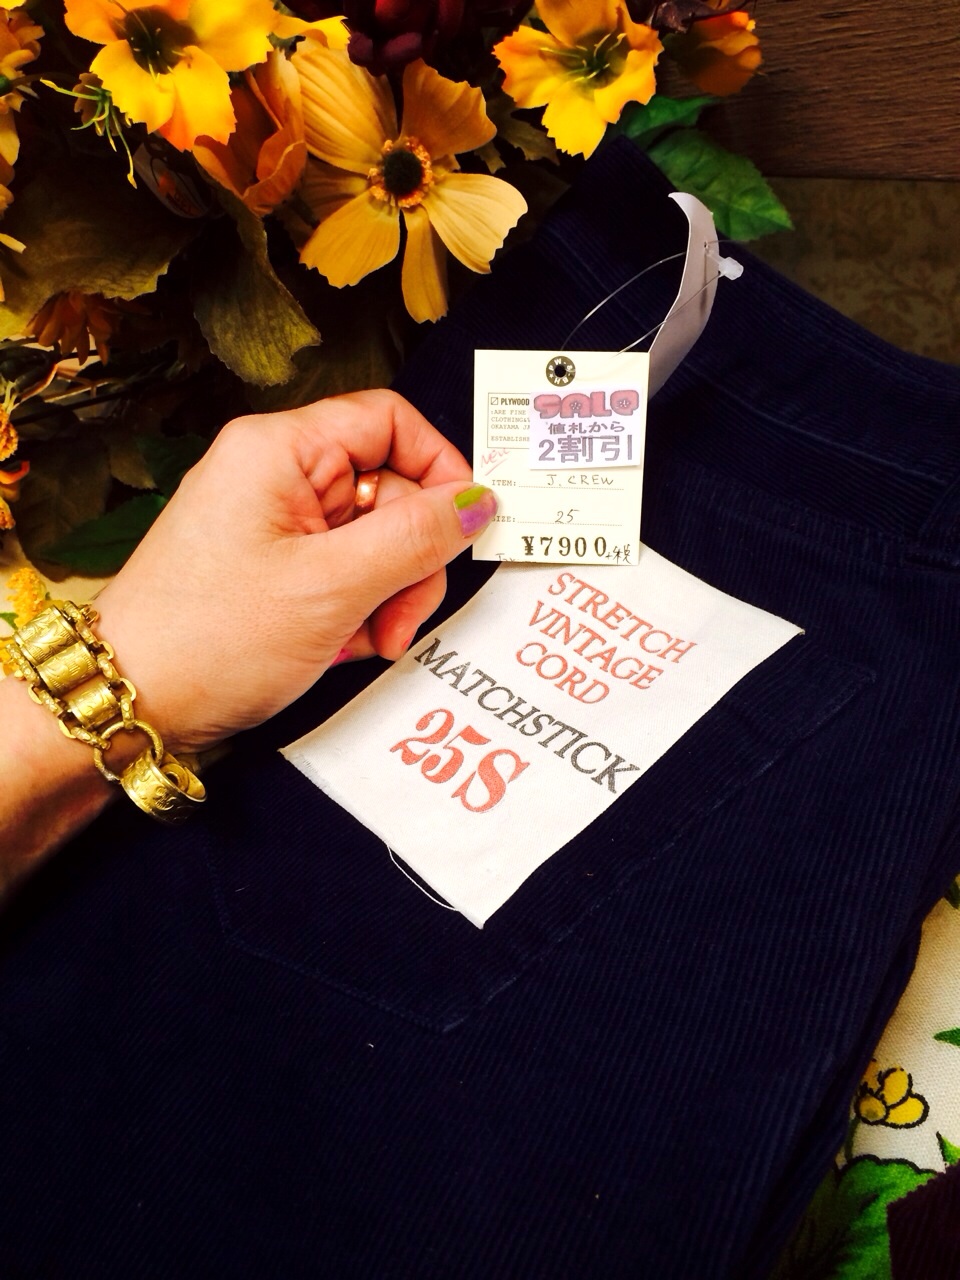 PLYWOOD
SALE
値札から
2割引
NEW
ITEM: J. CREW
SIZE: 25
¥7900+税
STRETCH
VINTAGE
CORD
MATCHSTICK
25S